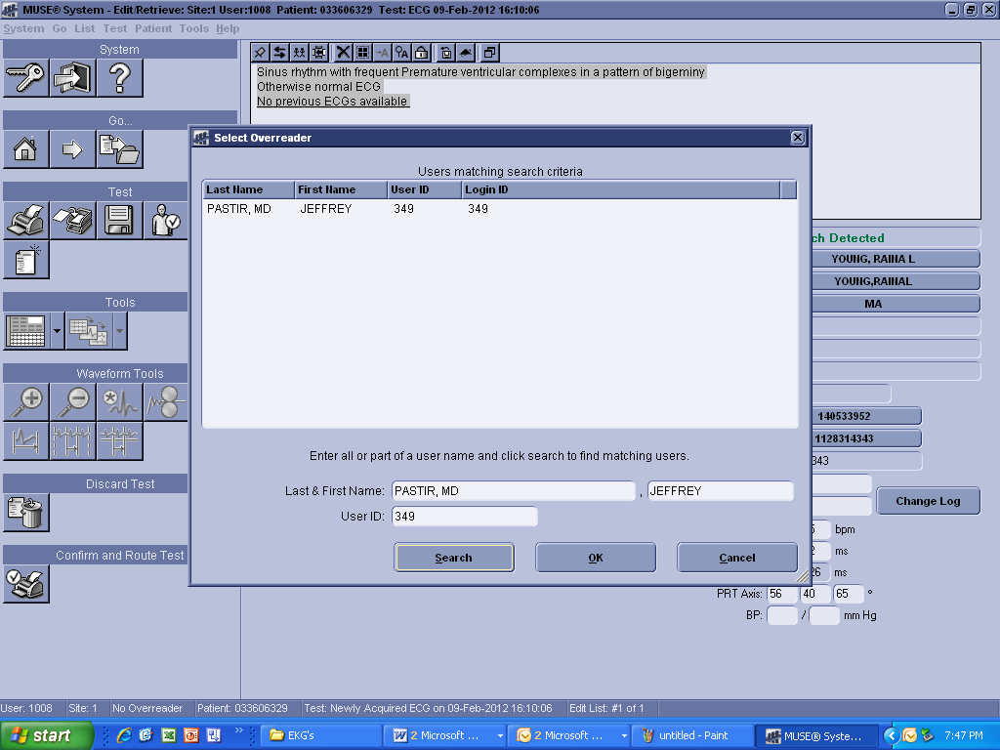 MUSE® System - Edit/Retrieve: Site:1 User:1008 Patient: 033606329 Test: ECG 09-Feb-2012 16:10:06
System Go List Test Patient Tools Help
System
Sinus rhythm with frequent Premature ventricular complexes in a pattern of bigeminy
Otherwise normal ECG
No previous ECGs available
Go...
Select Overreader
Users matching search criteria
Last Name First Name User ID Login ID
PASTIR, MD JEFFREY 349 349
Test
ch Detected
YOUNG, RAINA L
YOUNG,RAINAL
MA
Tools
Waveform Tools
140533952
1128314343
343
Enter all or part of a user name and click search to find matching users.
Last & First Name: PASTIR, MD , JEFFREY
User ID: 349
Discard Test
Change Log
bpm
ms
26 ms
Search OK Cancel
Confirm and Route Test
PRT Axis: 56 40 65 °
BP: / mm Hg
User: 1008 Site: 1 No Overreader Patient: 033606329 Test: Newly Acquired ECG on 09-Feb-2012 16:10:06 Edit List: #1 of 1
start EKG's 2 Microsoft ... 2 Microsoft ... untitled - Paint MUSE® Syste... 7:47 PM